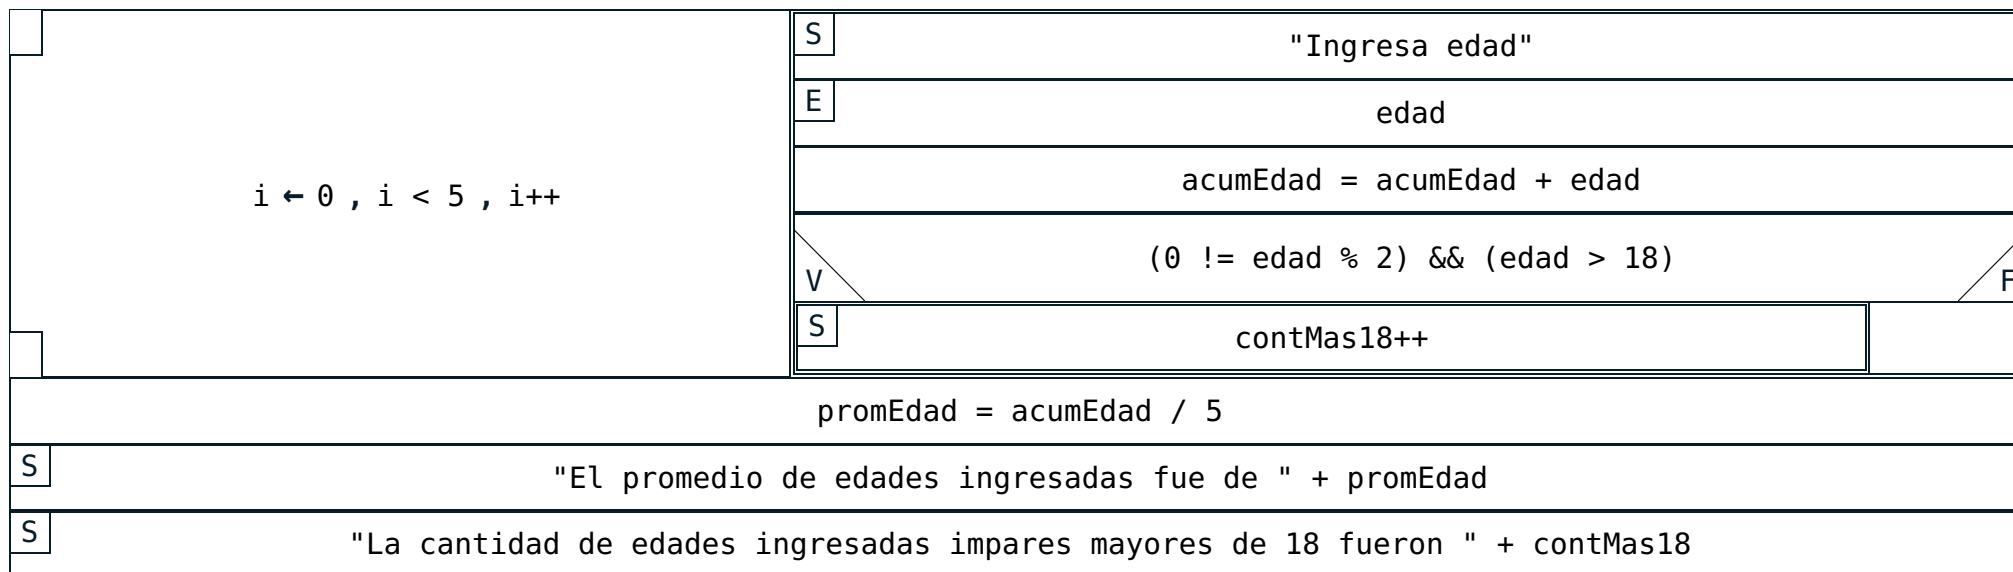 S
"Ingresa edad"
E
edad
i ← 0 , i < 5 , i++
acumEdad = acumEdad + edad
(0 != edad % 2) && (edad > 18)
V
F
S
contMas18++
promEdad = acumEdad / 5
S
"El promedio de edades ingresadas fue de " + promEdad
S
"La cantidad de edades ingresadas impares mayores de 18 fueron " + contMas18